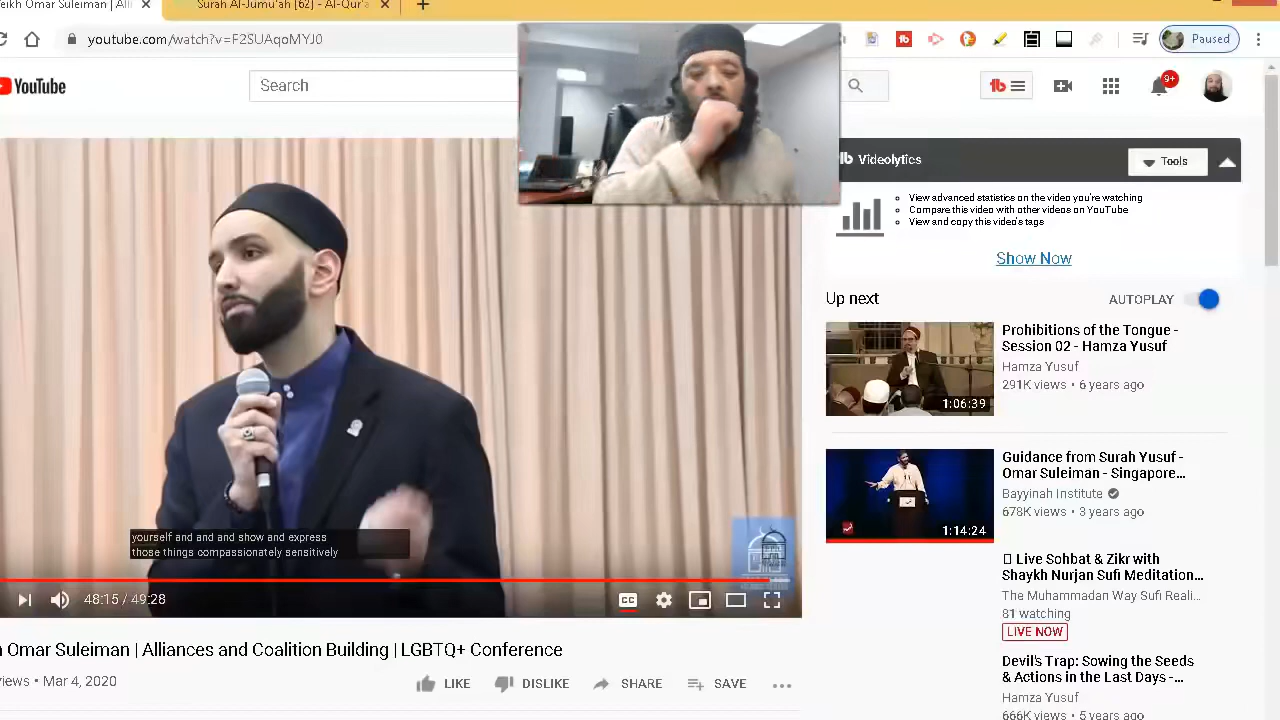 eikh Omar Suleiman | Alli
Surah Al-Jumu'ah [62] - Al-Qur'a
youtube.com/watch?v=F2SUAqoMYJ0
Paused
YouTube
Search
9+
lb Videolytics
Tools
View advanced statistics on the video you're watching
Compare this video with other videos on YouTube
View and copy this video's tags
Show Now
Up next
AUTOPLAY
Prohibitions of the Tongue -
Session 02 - Hamza Yusuf
Hamza Yusuf
291K views • 6 years ago
1:06:39
Guidance from Surah Yusuf -
Omar Suleiman - Singapore...
Bayyinah Institute
678K views • 3 years ago
1:14:24
Live Sohbat & Zikr with
Shaykh Nurjan Sufi Meditation...
The Muhammadan Way Sufi Reali...
81 watching
LIVE NOW
Devil's Trap: Sowing the Seeds
& Actions in the Last Days -...
Hamza Yusuf
666K views • 5 years ago
yourself and and and draw and express
those things compassionately sensitively
48:15 / 49:28
CC
h Omar Suleiman | Alliances and Coalition Building | LGBTQ+ Conference
iews • Mar 4, 2020
LIKE
DISLIKE
SHARE
SAVE